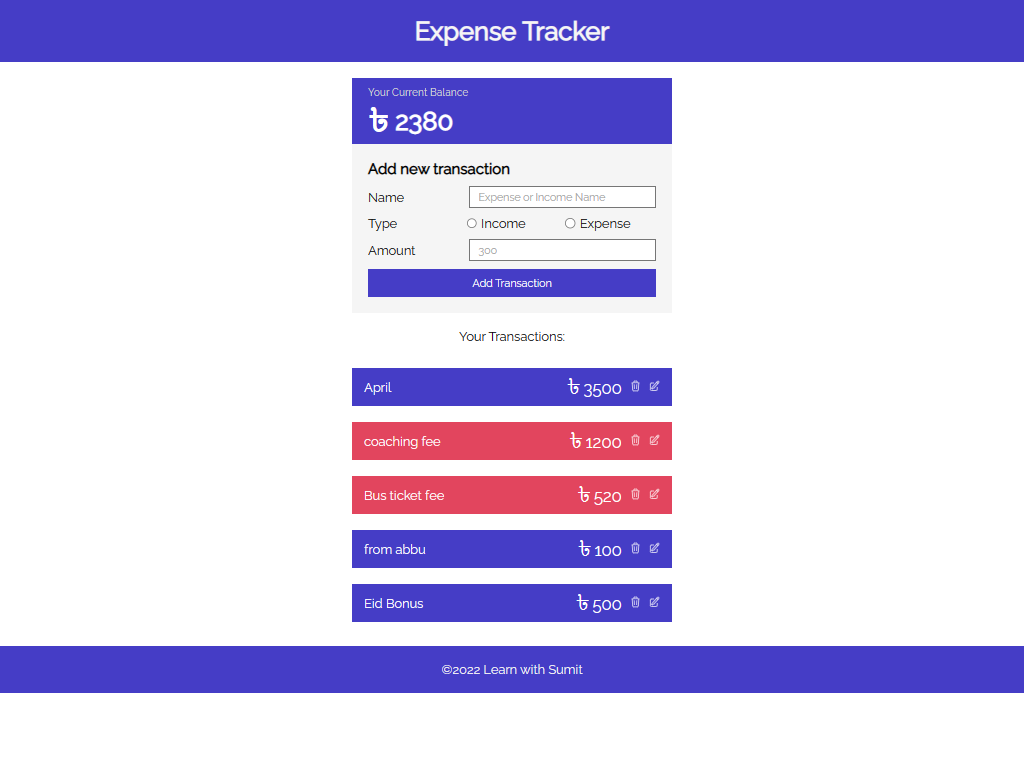 Expense Tracker
Your Current Balance
৳ 2380
Add new transaction
Name Expense or Income Name
Type Income Expense
Amount 300
Add Transaction
Your Transactions:
April ৳ 3500
coaching fee ৳ 1200
Bus ticket fee ৳ 520
from abbu ৳ 100
Eid Bonus ৳ 500
©2022 Learn with Sumit